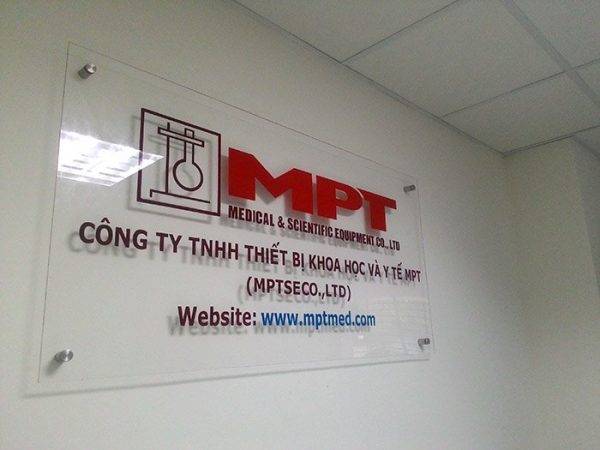 MPT
MEDICAL & SCIENTIFIC EQUIPMENT CO., LTD
CÔNG TY TNHH THIẾT BỊ KHOA HỌC VÀ Y TẾ MPT
(MPTSECO.,LTD)
Website: www.mptmed.com